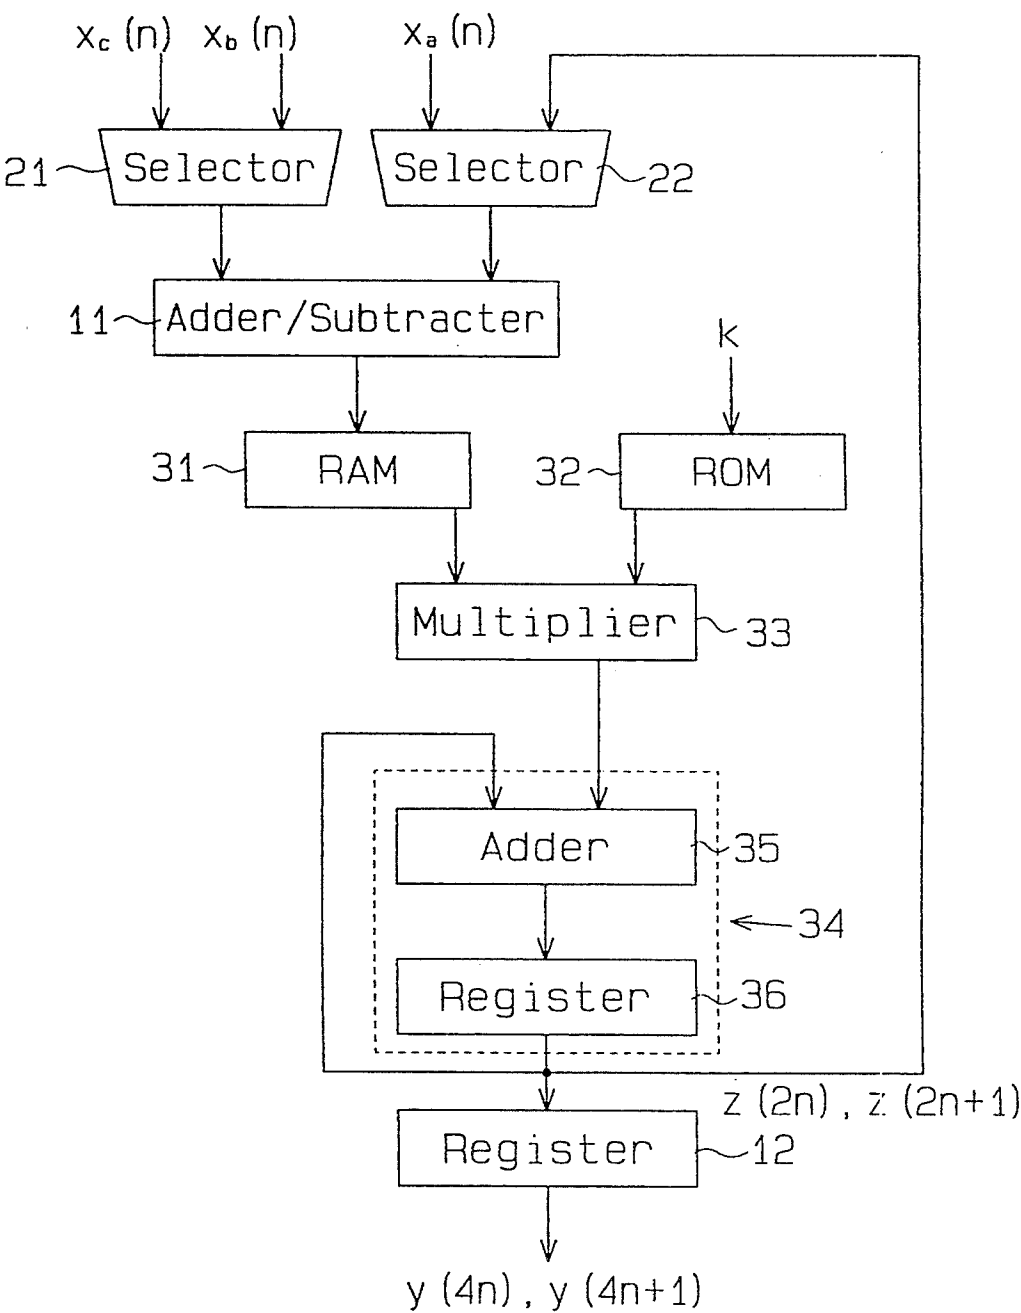 xc (n) xb (n) xa (n)
21 Selector Selector 22
11 Adder/Subtracter
k
31 RAM 32 ROM
Multiplier 33
Adder 35
34
Register 36
z (2n) , z (2n+1)
Register 12
y (4n) , y (4n+1)